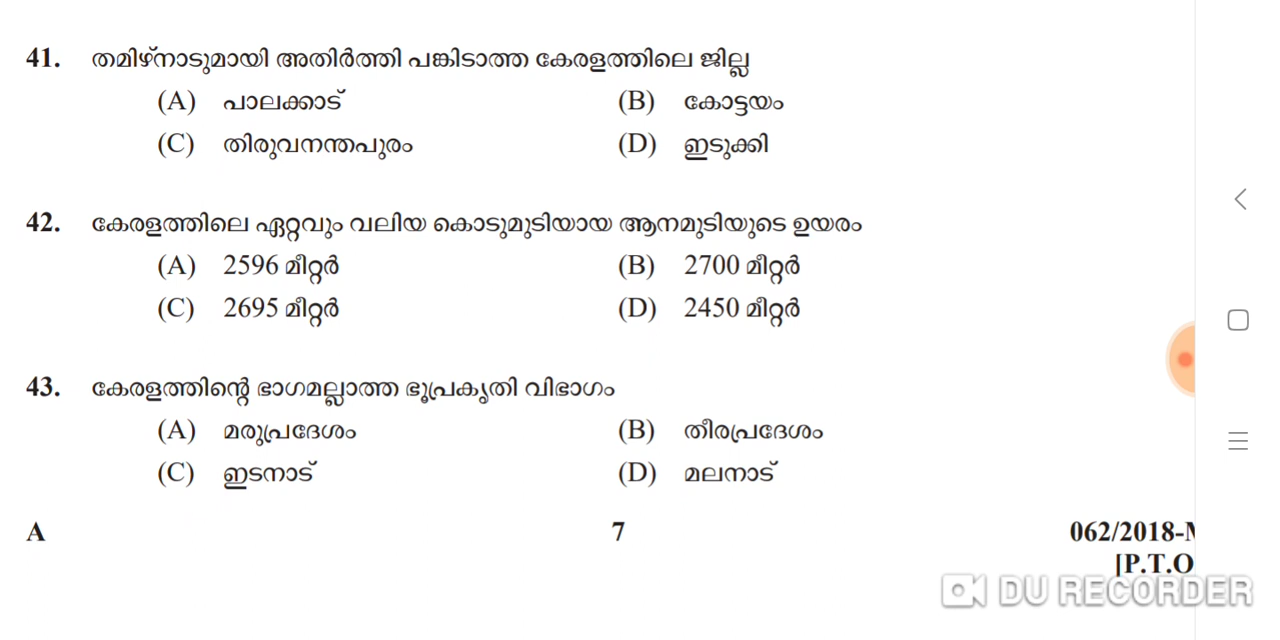 41. തമിഴ്നാടുമായി അതിർത്തി പങ്കിടാത്ത കേരളത്തിലെ ജില്ല
(A) പാലക്കാട് (B) കോട്ടയം
(C) തിരുവനന്തപുരം (D) ഇടുക്കി
42. കേരളത്തിലെ ഏറ്റവും വലിയ കൊടുമുടിയായ ആനമുടിയുടെ ഉയരം
(A) 2596 മീറ്റർ (B) 2700 മീറ്റർ
(C) 2695 മീറ്റർ (D) 2450 മീറ്റർ
43. കേരളത്തിന്റെ ഭാഗമല്ലാത്ത ഭൂപ്രകൃതി വിഭാഗം
(A) മരുപ്രദേശം (B) തീരപ്രദേശം
(C) ഇടനാട് (D) മലനാട്
A 7 062/2018-M
[P.T.O
DU RECORDER